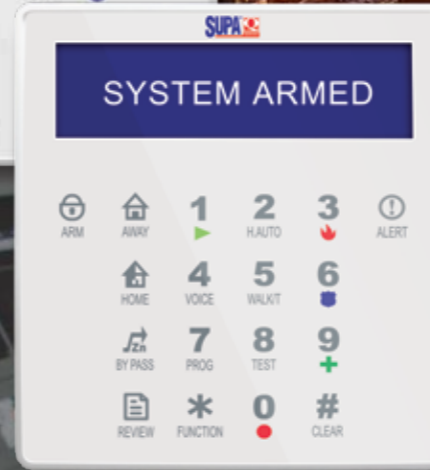 SUPA
SYSTEM ARMED
1 2 3
ARM AWAY H.AUTO ALERT
4 5 6
HOME VOICE WALK/T
Zn
7 8 9
BY PASS PROG TEST
* 0 #
REVIEW FUNCTION CLEAR